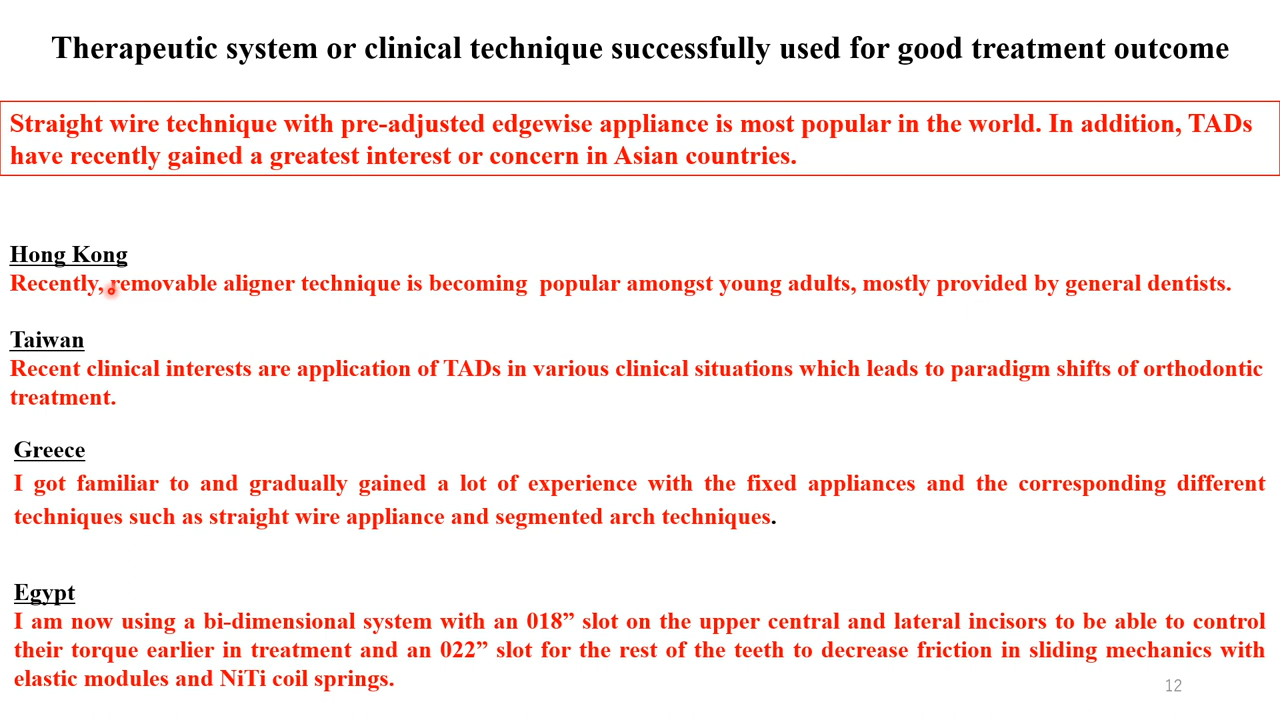 Therapeutic system or clinical technique successfully used for good treatment outcome
Straight wire technique with pre-adjusted edgewise appliance is most popular in the world. In addition, TADs
have recently gained a greatest interest or concern in Asian countries.
Hong Kong
Recently, removable aligner technique is becoming popular amongst young adults, mostly provided by general dentists.
Taiwan
Recent clinical interests are application of TADs in various clinical situations which leads to paradigm shifts of orthodontic
treatment.
Greece
I got familiar to and gradually gained a lot of experience with the fixed appliances and the corresponding different
techniques such as straight wire appliance and segmented arch techniques.
Egypt
I am now using a bi-dimensional system with an 018” slot on the upper central and lateral incisors to be able to control
their torque earlier in treatment and an 022” slot for the rest of the teeth to decrease friction in sliding mechanics with
elastic modules and NiTi coil springs.
12